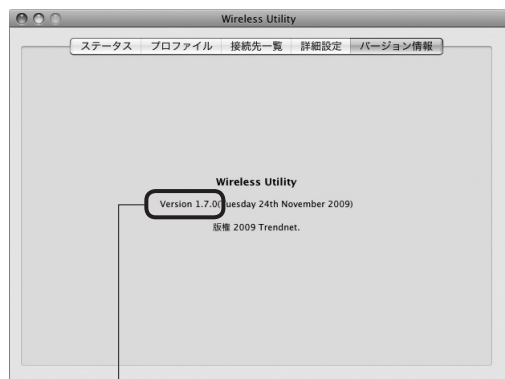 Wireless Utility
ステータス プロファイル 接続先一覧 詳細設定 バージョン情報
Wireless Utility
Version 1.7.0(Tuesday 24th November 2009)
版権 2009 Trendnet.